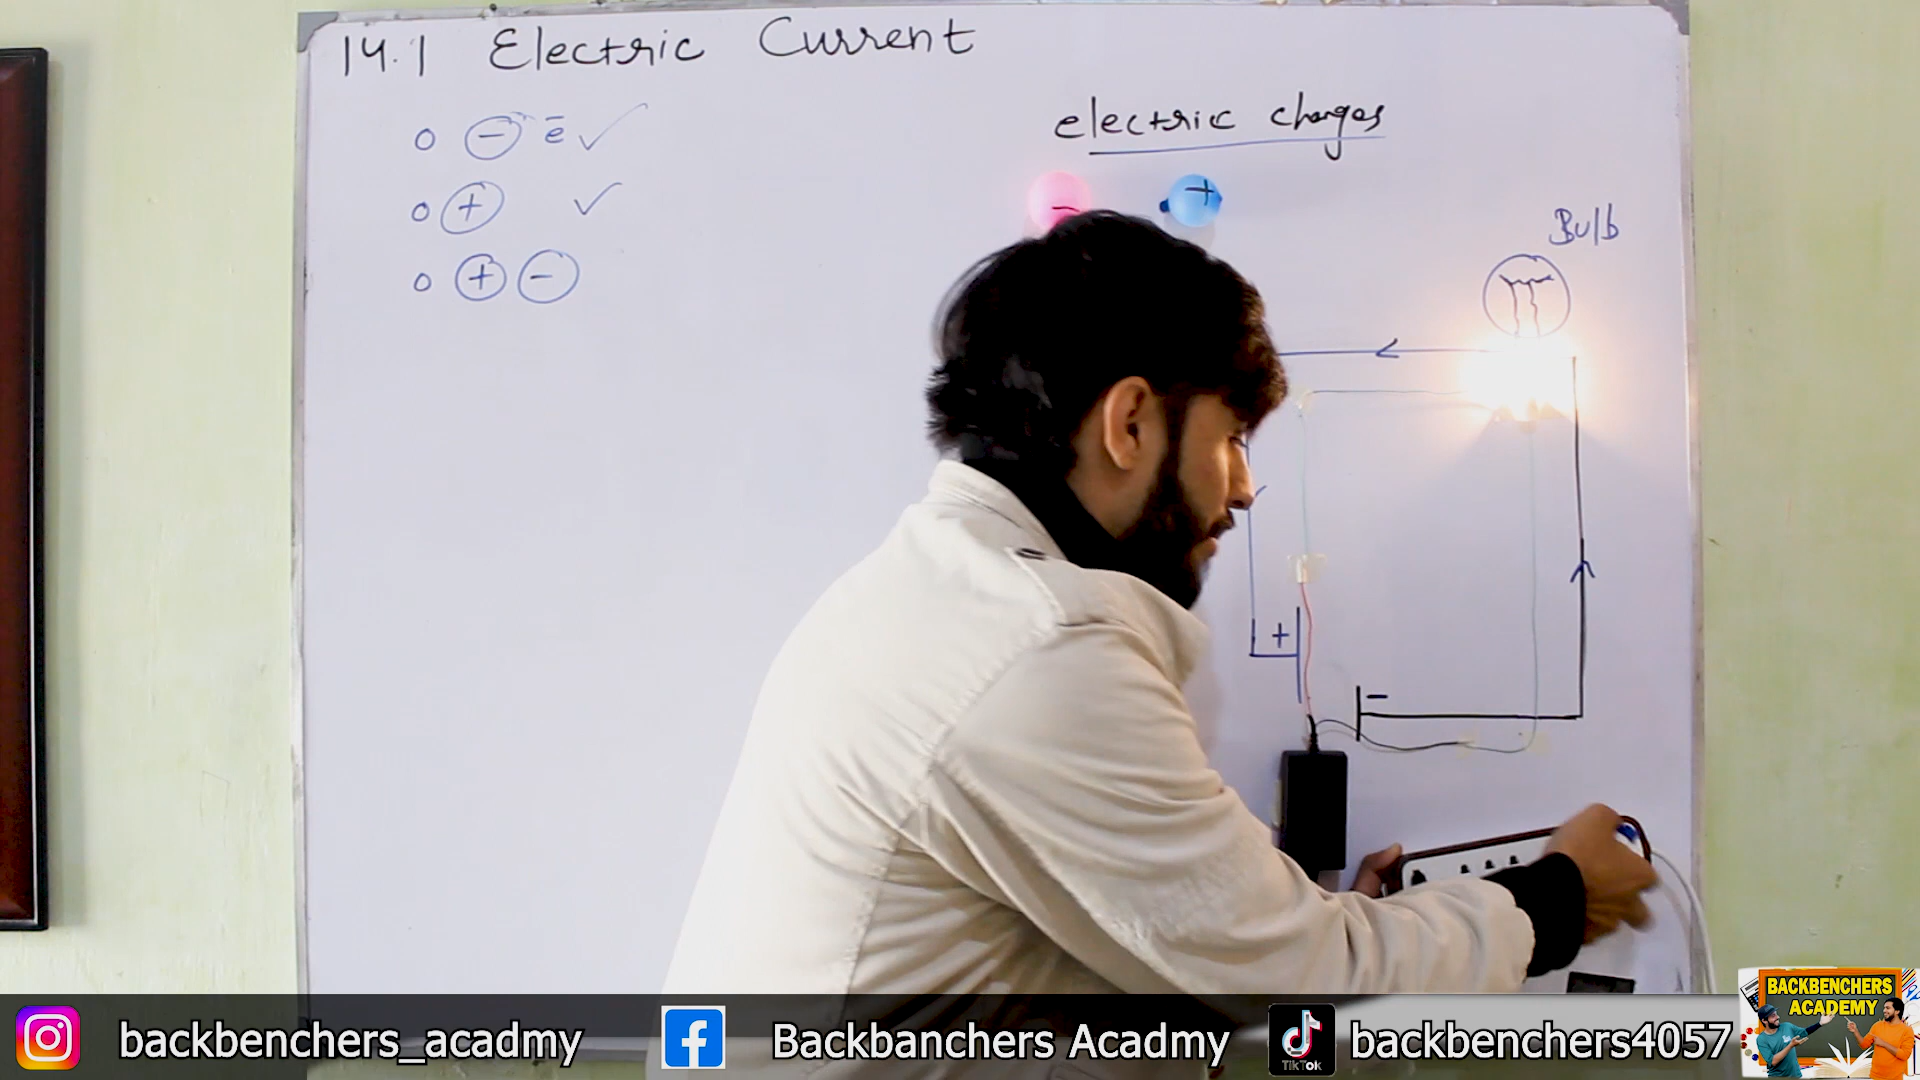 14.1 Electric Current
electric charges
○ ⊖ ē ✓
○ ⊕ ✓
○ ⊕ ⊖
- +
Bulb
+
-
backbenchers_acadmy
Backbanchers Acadmy
TikTok
backbenchers4057
BACKBENCHERS
ACADEMY